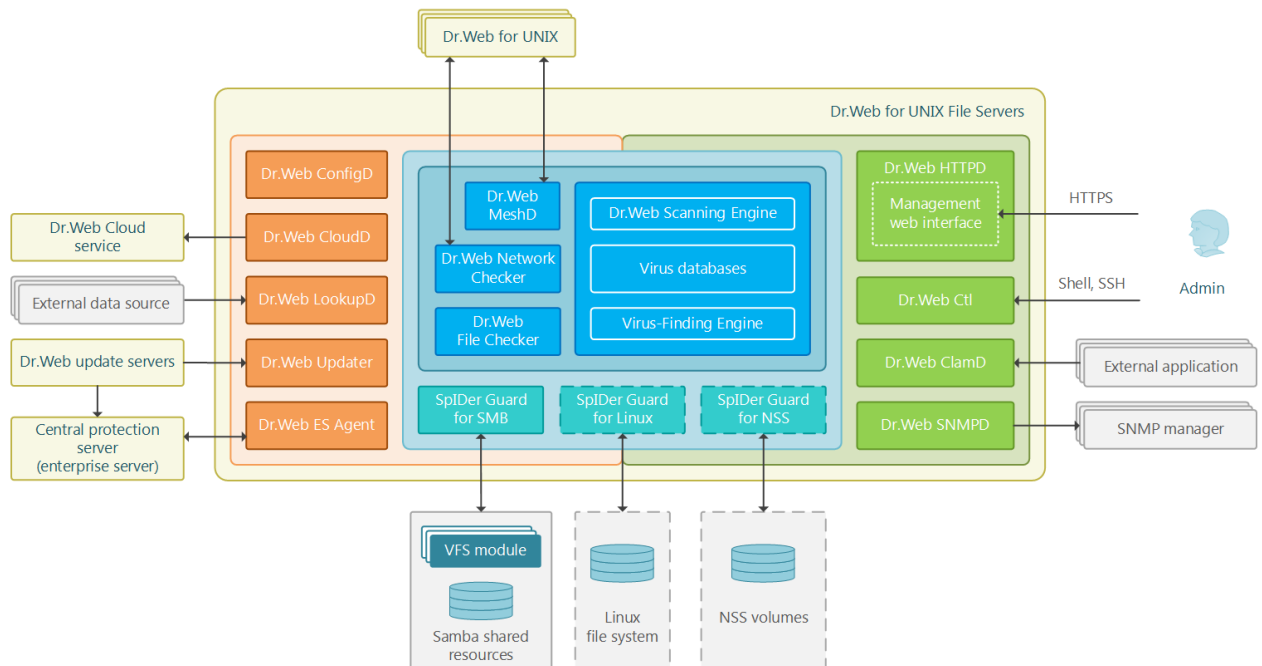 Dr.Web for UNIX
Dr.Web for UNIX File Servers
Dr.Web ConfigD
Dr.Web CloudD
Dr.Web LookupD
Dr.Web Updater
Dr.Web ES Agent
Dr.Web Cloud
service
External data source
Dr.Web update servers
Central protection
server
(enterprise server)
Dr.Web
MeshD
Dr.Web Network
Checker
Dr.Web
File Checker
Dr.Web Scanning Engine
Virus databases
Virus-Finding Engine
SpIDer Guard
for SMB
SpIDer Guard
for Linux
SpIDer Guard
for NSS
Dr.Web HTTPD
Management
web interface
Dr.Web Ctl
Dr.Web ClamD
Dr.Web SNMPD
HTTPS
Shell, SSH
Admin
External application
SNMP manager
VFS module
Samba shared
resources
Linux
file system
NSS volumes